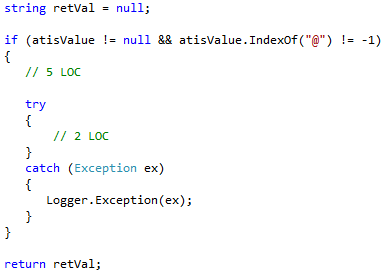 string retVal = null;
if (atisValue != null && atisValue.IndexOf("@") != -1)
{
// 5 LOC
try
{
// 2 LOC
}
catch (Exception ex)
{
Logger.Exception(ex);
}
}
return retVal;